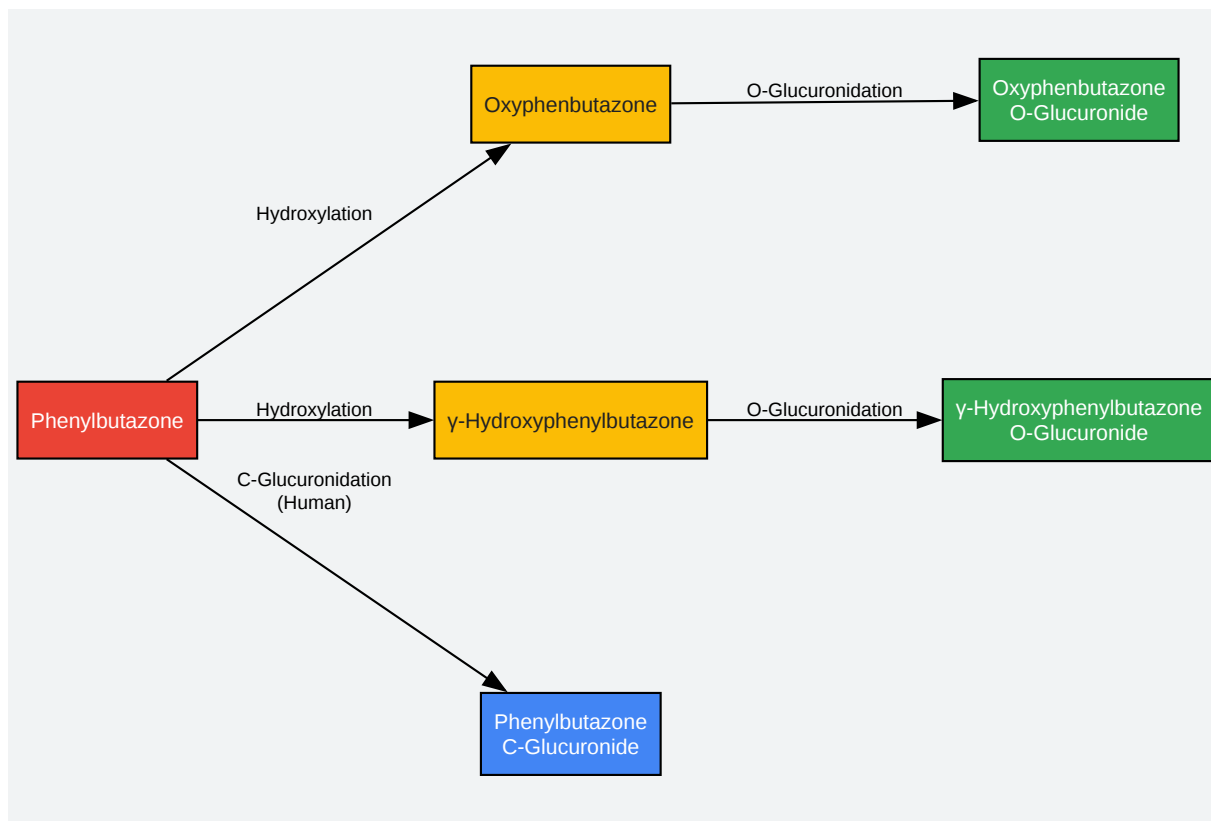 Oxyphenbutazone
O-Glucuronidation
Oxyphenbutazone
O-Glucuronide
Hydroxylation
Phenylbutazone
Hydroxylation
γ-Hydroxyphenylbutazone
O-Glucuronidation
γ-Hydroxyphenylbutazone
O-Glucuronide
C-Glucuronidation
(Human)
Phenylbutazone
C-Glucuronide